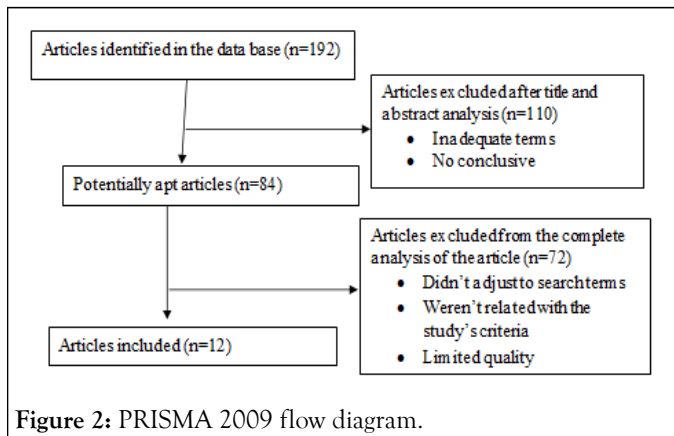 Articles identified in the data base (n=192)
Articles excluded after title and
abstract analysis (n=110)
• Inadequate terms
• No conclusive
Potentially apt articles (n=84)
Articles excluded from the complete
analysis of the article (n=72)
• Didn't adjust to search terms
• Weren't related with the
study's criteria
• Limited quality
Articles included (n=12)
Figure 2: PRISMA 2009 flow diagram.